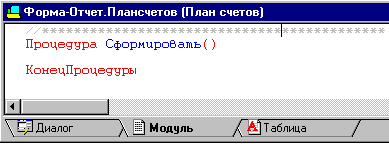 Форма-Отчет.Плансчетов (План счетов)
//*******************************************
Процедура Сформировать()
КонецПроцедуры
Диалог Модуль Таблица